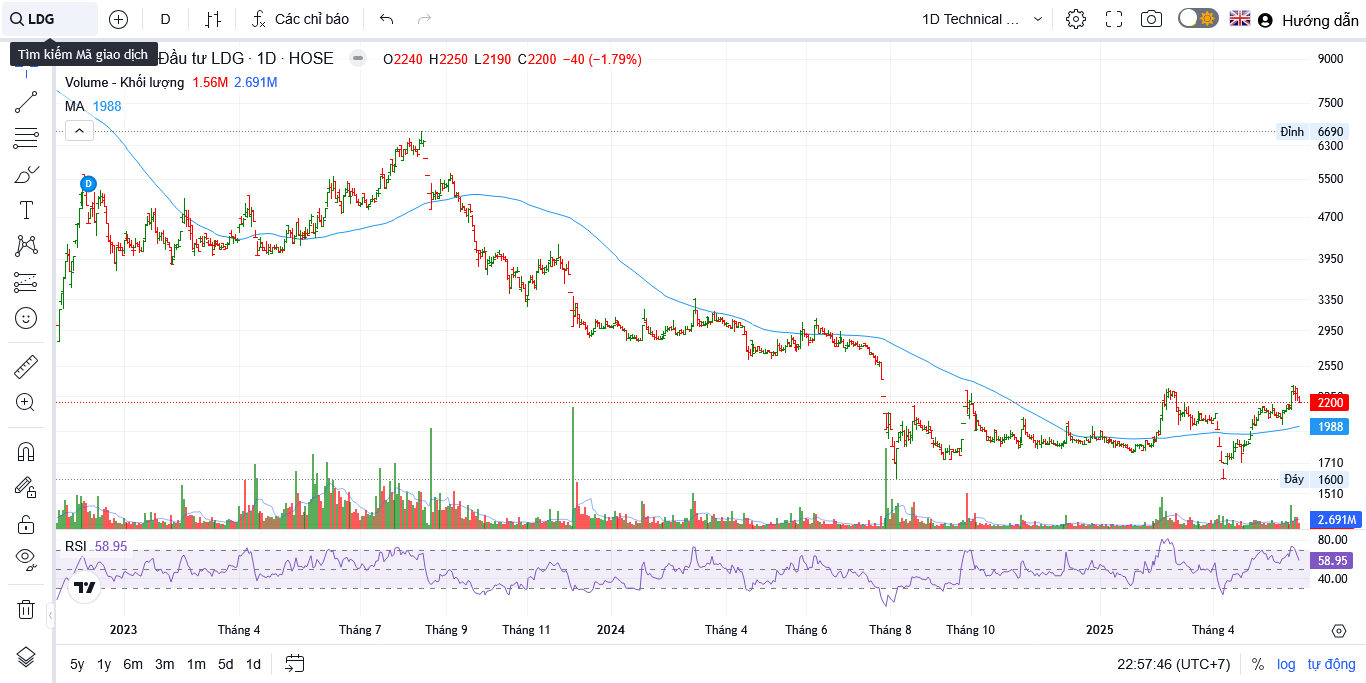 LDG
D
Các chỉ báo
1D Technical ...
Hướng dẫn
Tìm kiếm Mã giao dịch
Đầu tư LDG · 1D · HOSE
O2240 H2250 L2190 C2200 −40 (−1.79%)
Volume - Khối lượng 1.56M 2.691M
MA 1988
D
9000
7500
Đỉnh 6690
6300
5500
4700
3950
3350
2950
2550
2200
1988
1710
Đáy 1600
1510
2.691M
RSI 58.95
80.00
58.95
40.00
2023 Tháng 4 Tháng 7 Tháng 9 Tháng 11 2024 Tháng 4 Tháng 6 Tháng 8 Tháng 10 2025 Tháng 4
5y 1y 6m 3m 1m 5d 1d
22:57:46 (UTC+7) % log tự động